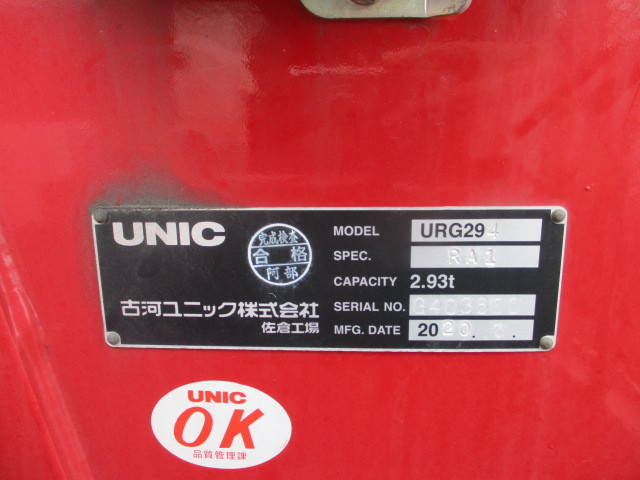 UNIC
完成検査
合格
阿部
古河ユニック株式会社
佐倉工場
MODEL URG294
SPEC. RA1
CAPACITY 2.93t
SERIAL NO.
MFG. DATE 2020.
UNIC
OK
品質管理課